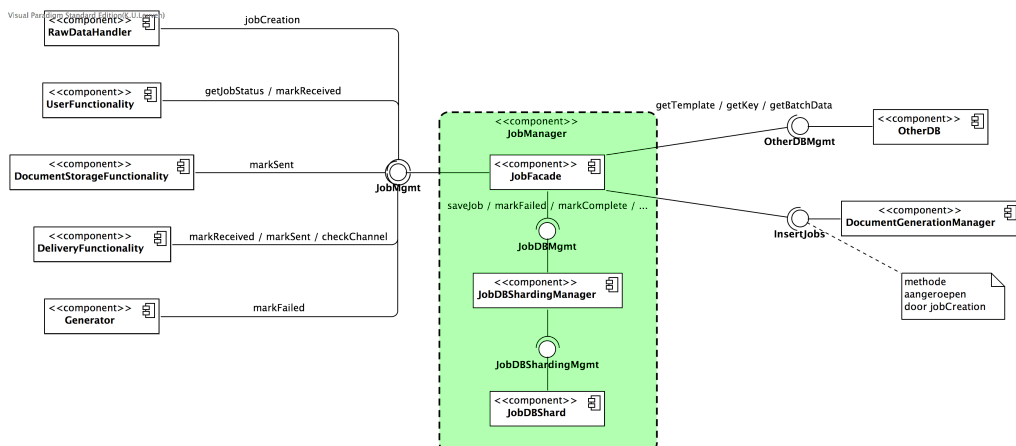 Visual Paradigm Standard Edition(K.U.Leuven)
<<component>>
RawDataHandler
jobCreation
<<component>>
UserFunctionality
getJobStatus / markReceived
<<component>>
DocumentStorageFunctionality
markSent
<<component>>
DeliveryFunctionality
markReceived / markSent / checkChannel
<<component>>
Generator
markFailed
JobMgmt
<<component>>
JobManager
<<component>>
JobFacade
saveJob / markFailed / markComplete / ...
JobDBMgmt
<<component>>
JobDBShardingManager
JobDBShardingMgmt
<<component>>
JobDBShard
getTemplate / getKey / getBatchData
OtherDBMgmt
<<component>>
OtherDB
InsertJobs
<<component>>
DocumentGenerationManager
methode
aangeroepen
door jobCreation